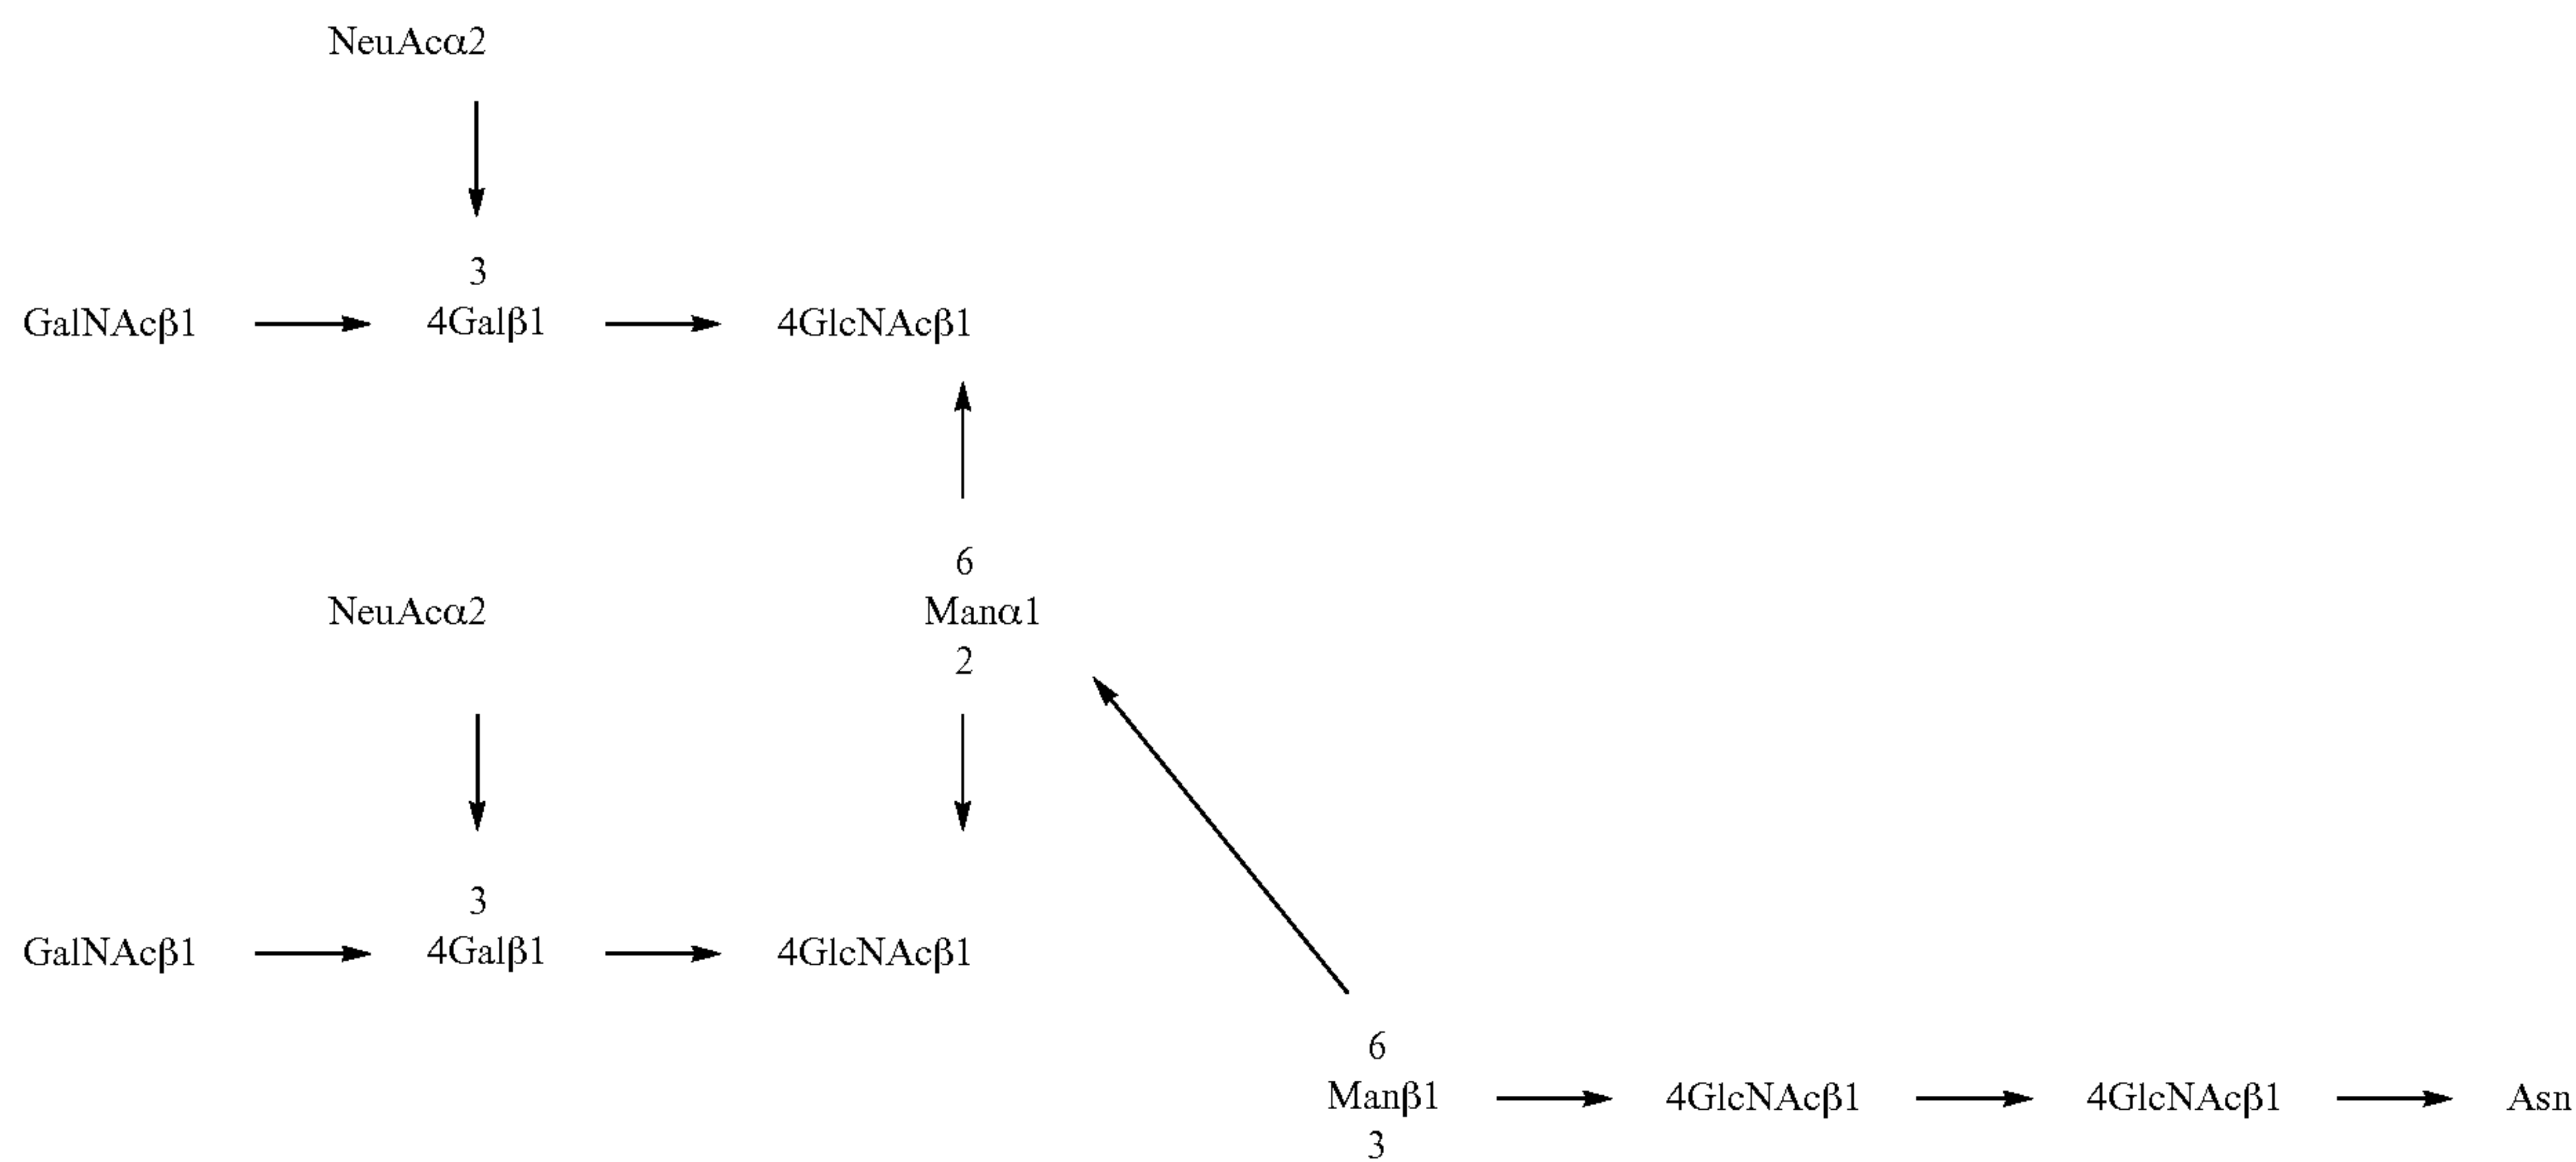 NeuAcα2
3
GalNAcβ1 4Galβ1 4GlcNAcβ1
6
NeuAcα2 Manα1
2
3
GalNAcβ1 4Galβ1 4GlcNAcβ1
6
Manβ1 4GlcNAcβ1 4GlcNAcβ1 Asn
3